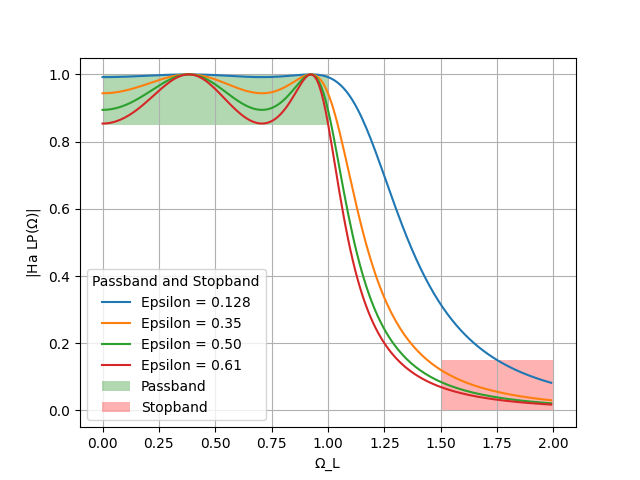 1.0
0.8
0.6
0.4
0.2
0.0
|Ha LP(Ω)|
Passband and Stopband
Epsilon = 0.128
Epsilon = 0.35
Epsilon = 0.50
Epsilon = 0.61
Passband
Stopband
0.00 0.25 0.50 0.75 1.00 1.25 1.50 1.75 2.00
Ω_L